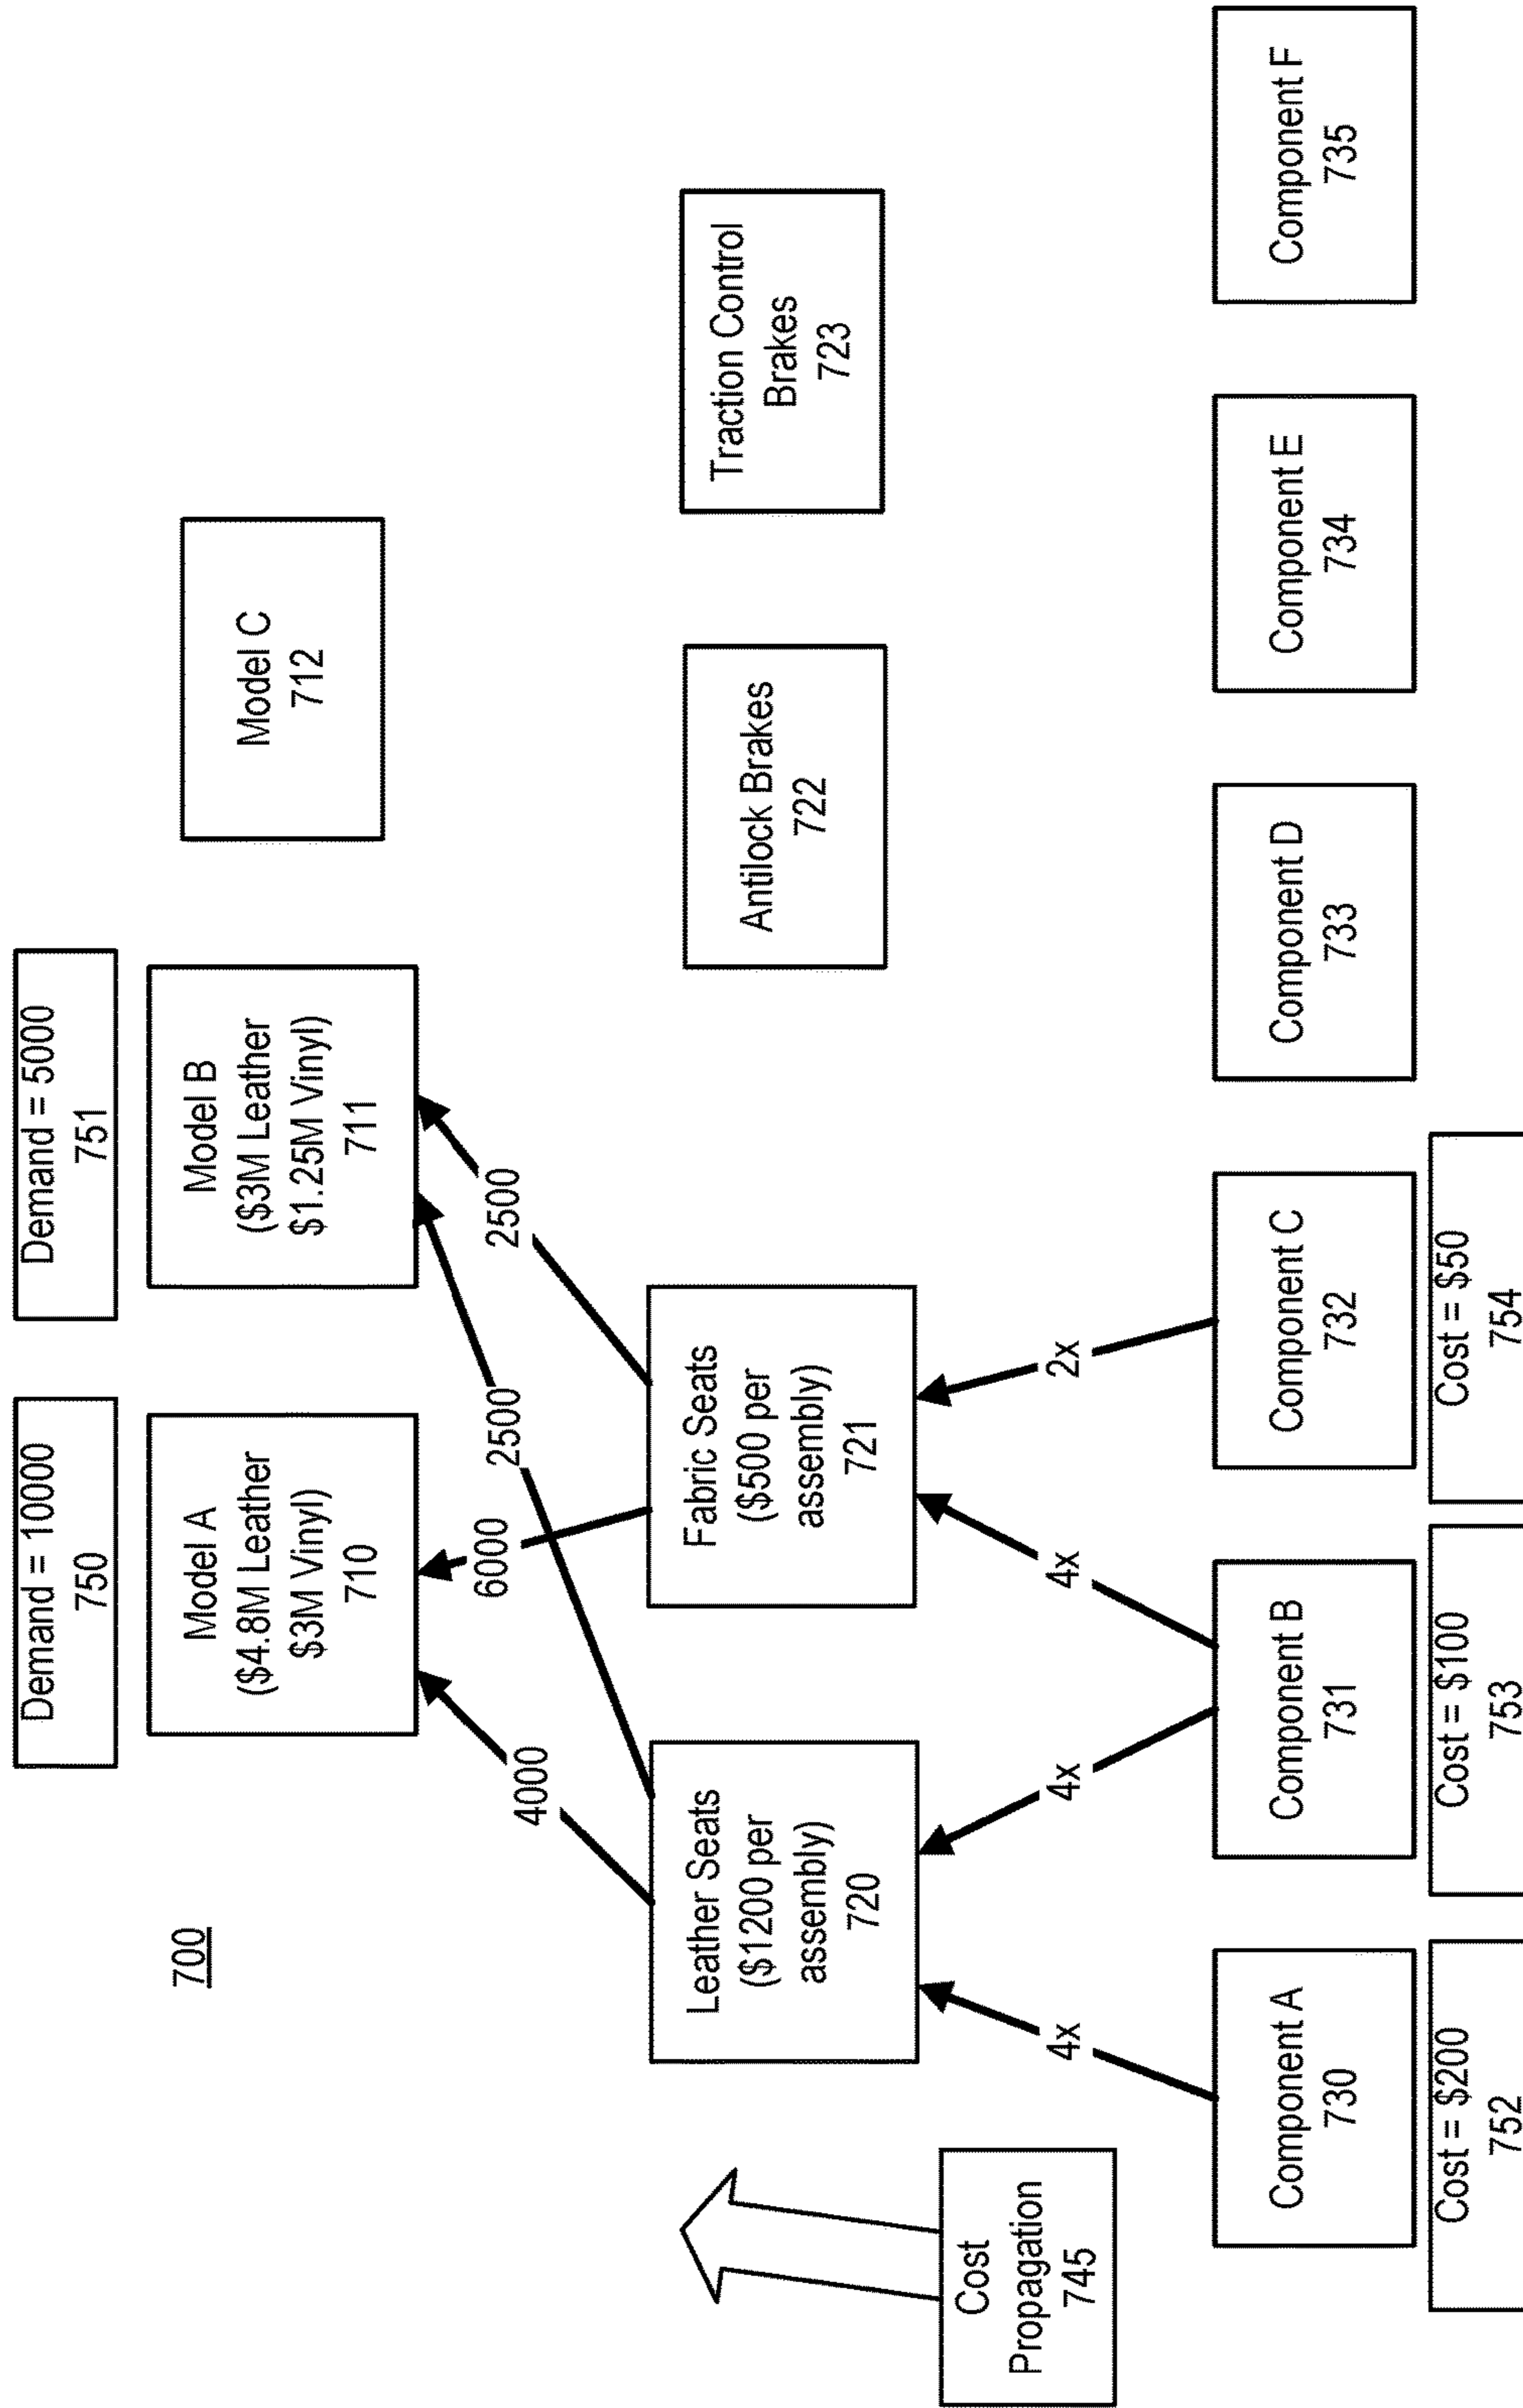 700
Demand = 10000
750
Demand = 5000
751
Model A
($4.8M Leather
$3M Vinyl)
710
Model B
($3M Leather
$1.25M Vinyl)
711
Model C
712
4000
6000
2500
2500
Leather Seats
($1200 per
assembly)
720
Fabric Seats
($500 per
assembly)
721
Antilock Brakes
722
Traction Control
Brakes
723
Cost
Propagation
745
4x
4x
4x
2x
Component A
730
Component B
731
Component C
732
Component D
733
Component E
734
Component F
735
Cost = $200
752
Cost = $100
753
Cost = $50
754